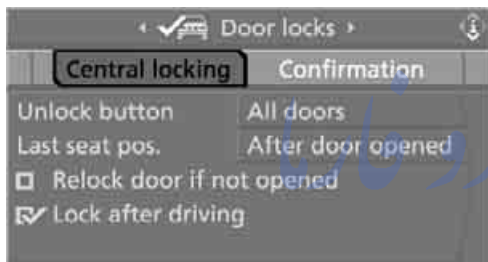 Door locks
Central locking Confirmation
Unlock button All doors
Last seat pos. After door opened
Relock door if not opened
Lock after driving